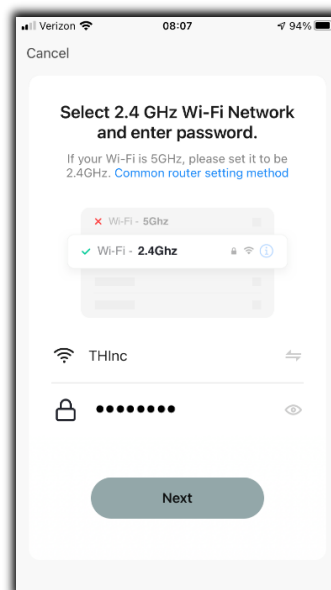 Verizon 08:07 94%
Cancel
Select 2.4 GHz Wi-Fi Network
and enter password.
If your Wi-Fi is 5GHz, please set it to be
2.4GHz. Common router setting method
Wi-Fi - 5Ghz
Wi-Fi - 2.4Ghz
THInc
Next